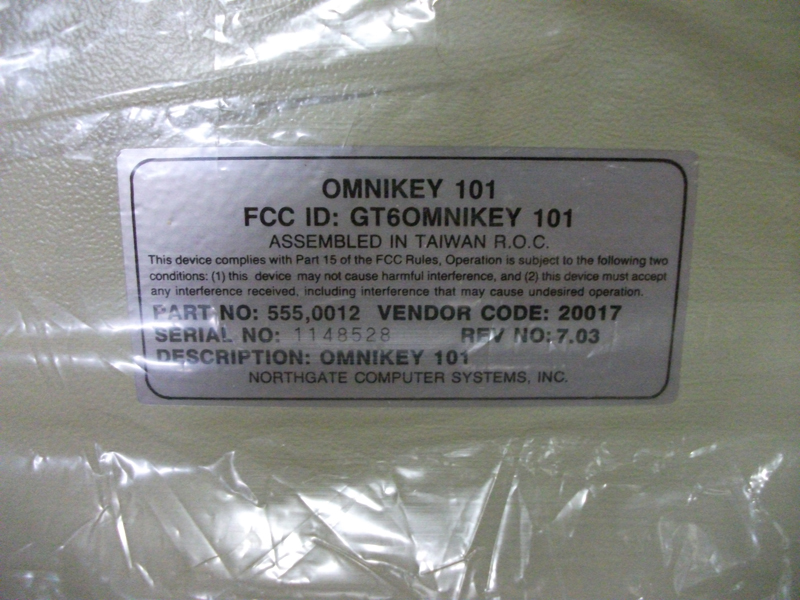 OMNIKEY 101
FCC ID: GT6OMNIKEY 101
ASSEMBLED IN TAIWAN R.O.C.
This device complies with Part 15 of the FCC Rules, Operation is subject to the following two
conditions: (1) this device may not cause harmful interference, and (2) this device must accept
any interference received, including interference that may cause undesired operation.
PART NO: 555,0012 VENDOR CODE: 20017
SERIAL NO: 1148528 REV NO: 7.03
DESCRIPTION: OMNIKEY 101
NORTHGATE COMPUTER SYSTEMS, INC.